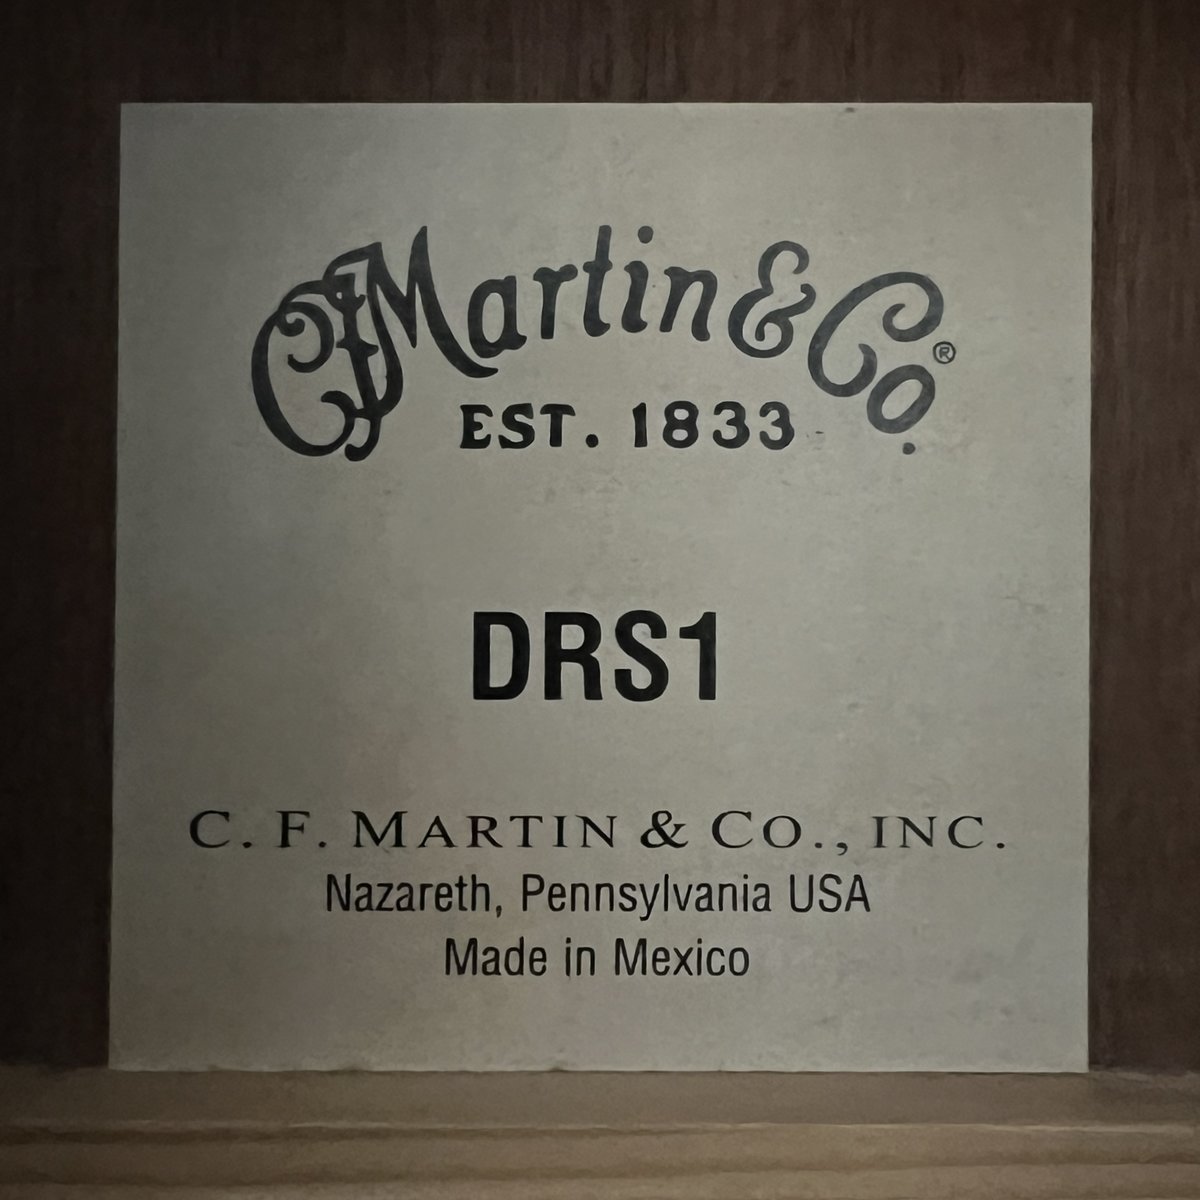 CFMartin & Co.®
EST. 1833
DRS1
C. F. MARTIN & CO., INC.
Nazareth, Pennsylvania USA
Made in Mexico